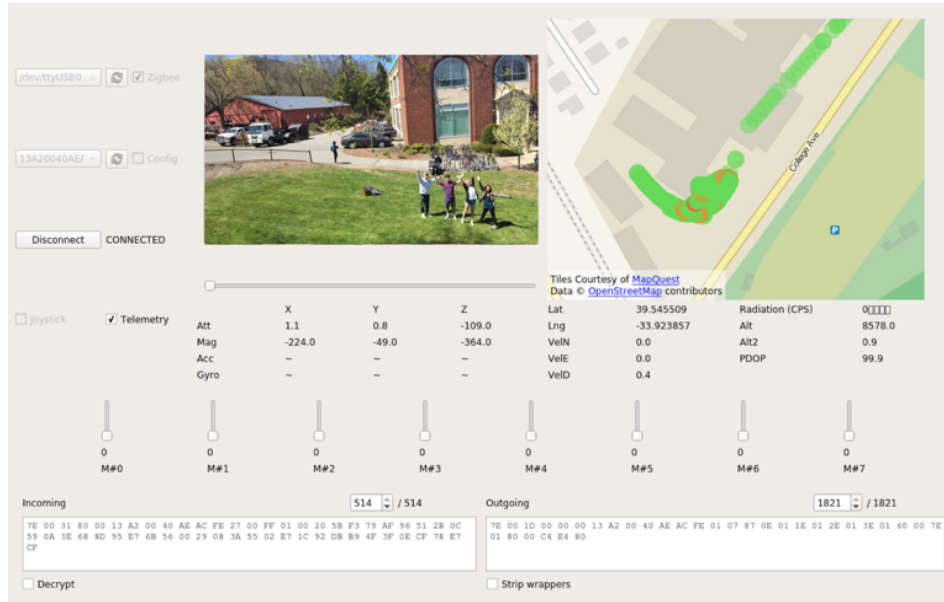 /dev/ttyUSB0
Zigbee
13A20040AEA
Config
Disconnect
CONNECTED
Joystick
Telemetry
College Ave
P
Tiles Courtesy of MapQuest
Data © OpenStreetMap contributors
X Y Z
Att 1.1 0.8 -109.0
Mag -224.0 -49.0 -364.0
Acc ~ ~ ~
Gyro ~ ~ ~
Lat 39.545509 Radiation (CPS) 0
Lng -33.923857 Alt 8578.0
VelN 0.0 Alt2 0.9
VelE 0.0 PDOP 99.9
VelD 0.4
0 0 0 0 0 0 0 0
M#0 M#1 M#2 M#3 M#4 M#5 M#6 M#7
Incoming 514 / 514
7E 00 31 80 00 13 A2 00 40 AE AC FE 27 00 FF 01 00 20 5B F3 79 AF 96 51 2B 0C
59 0A 3E 68 8D 95 E7 6B 56 00 29 08 3A 55 02 E7 1C 92 DB B9 4F 3F 0E CF 78 E7
CF
Decrypt
Outgoing 1821 / 1821
7E 00 1D 00 00 00 13 A2 00 40 AE AC FE 01 07 87 0E 01 1E 01 2E 01 3E 01 60 00 7E
01 80 00 C4 E4 80
Strip wrappers